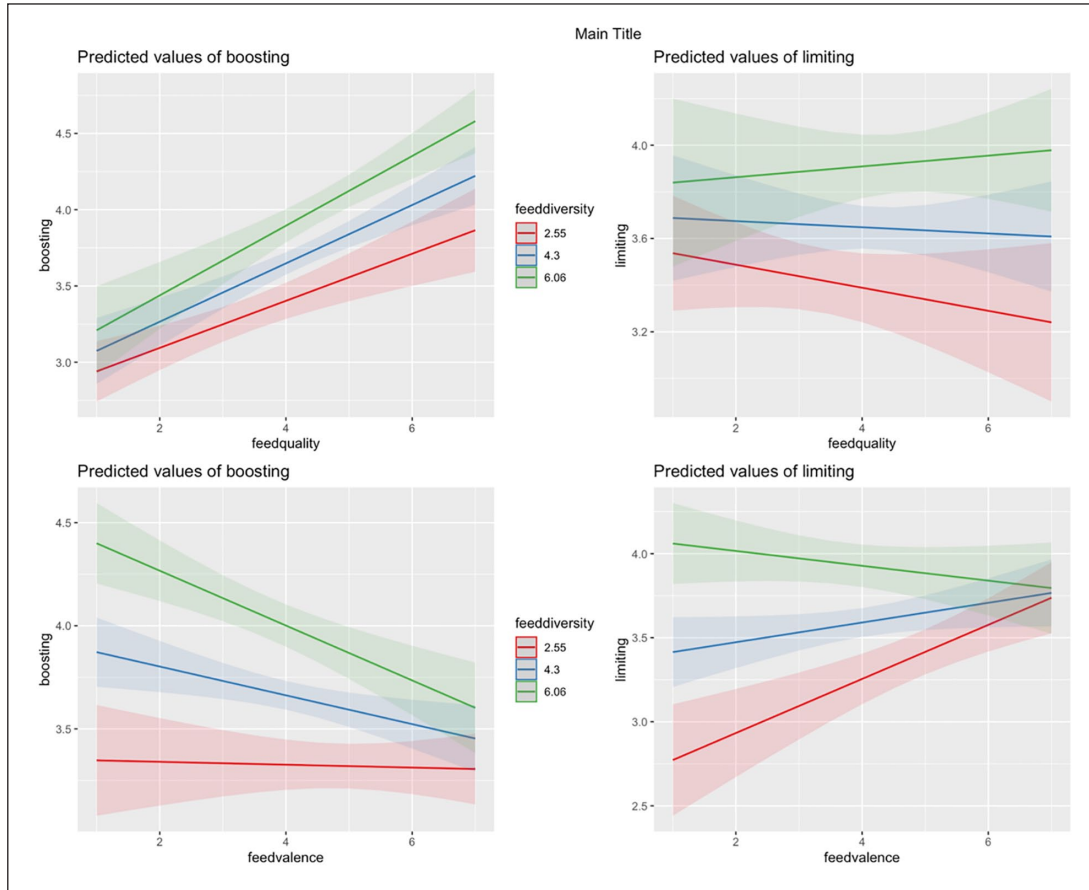 Main Title
Predicted values of boosting
4.5
4.0
3.5
3.0
boosting
2 4 6
feedquality
feeddiversity
2.55
4.3
6.06
Predicted values of limiting
4.0
3.6
3.2
limiting
2 4 6
feedquality
Predicted values of boosting
4.5
4.0
3.5
boosting
2 4 6
feedvalence
feeddiversity
2.55
4.3
6.06
Predicted values of limiting
4.0
3.5
3.0
2.5
limiting
2 4 6
feedvalence